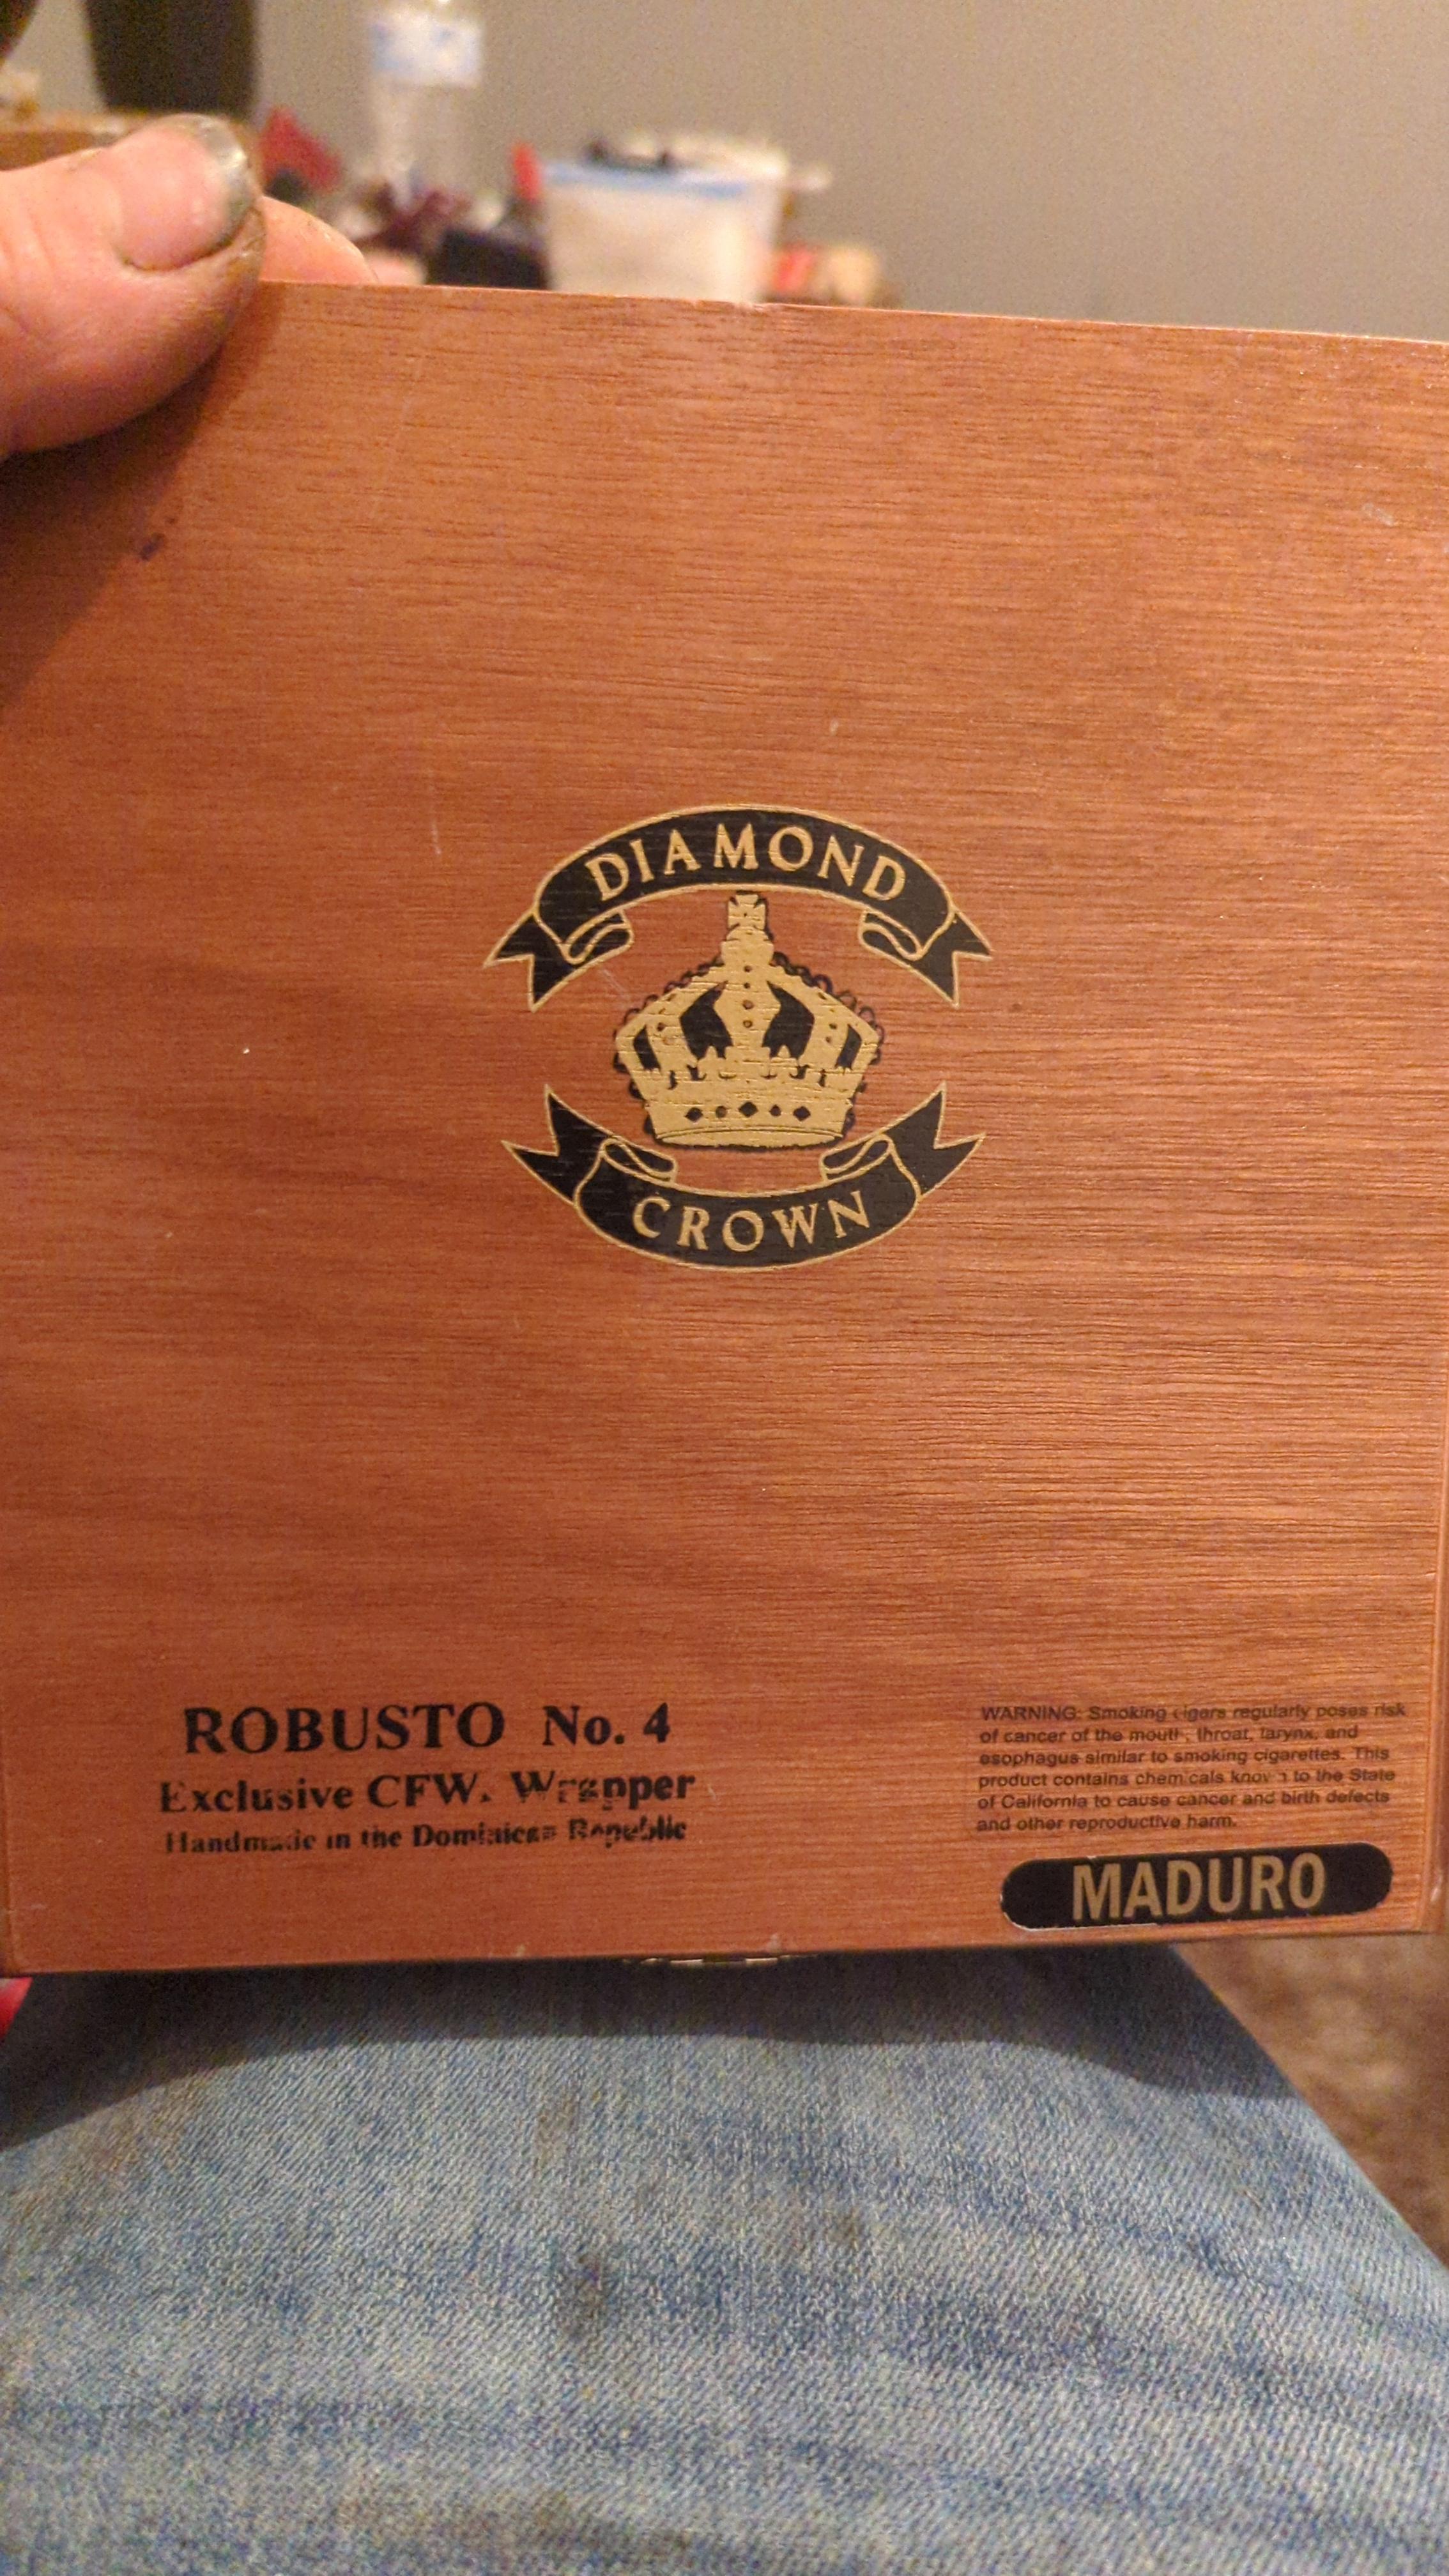 DIAMOND
CROWN
ROBUSTO No. 4
Exclusive CFW. Wrapper
Handmade in the Dominican Republic
WARNING: Smoking cigars regularly poses risk
of cancer of the mouth, throat, larynx, and
esophagus similar to smoking cigarettes. This
product contains chemicals known to the State
of California to cause cancer and birth defects
and other reproductive harm.
MADURO